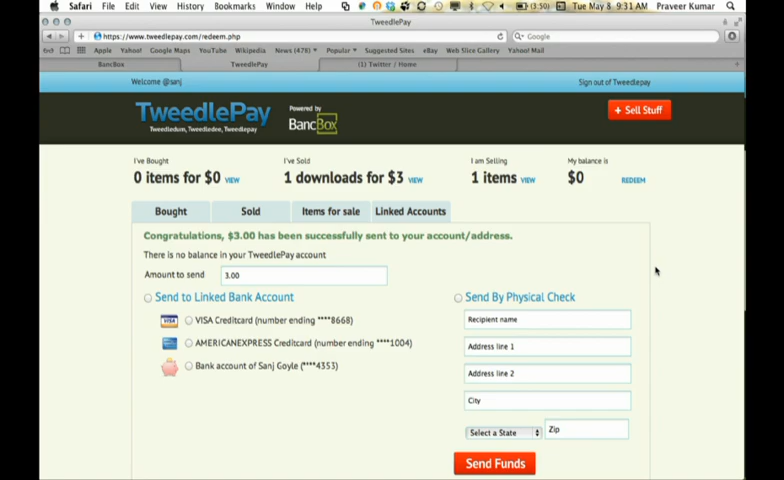 Safari File Edit View History Bookmarks Window Help (3:50) Tue May 8 9:31 AM Praveer Kumar
TweedlePay
https://www.tweedlepay.com/redeem.php Google
Apple Yahoo! Google Maps YouTube Wikipedia News (478) Popular Suggested Sites eBay Web Slice Gallery Yahoo! Mail
BancBox TweedlePay (1) Twitter / Home
Welcome @sanj Sign out of Tweedlepay
TweedlePay
Tweedledum, Tweedledee, Tweedlepay
Powered by
BancBox
+ Sell Stuff
I've Bought
0 items for $0 VIEW
I've Sold
1 downloads for $3 VIEW
I am Selling
1 items VIEW
My balance is
$0 REDEEM
Bought Sold Items for sale Linked Accounts
Congratulations, $3.00 has been successfully sent to your account/address.
There is no balance in your TweedlePay account
Amount to send 3.00
Send to Linked Bank Account
VISA VISA Creditcard (number ending ****8668)
AMERICANEXPRESS Creditcard (number ending ****1004)
Bank account of Sanj Goyle (****4353)
Send By Physical Check
Recipient name
Address line 1
Address line 2
City
Select a State Zip
Send Funds